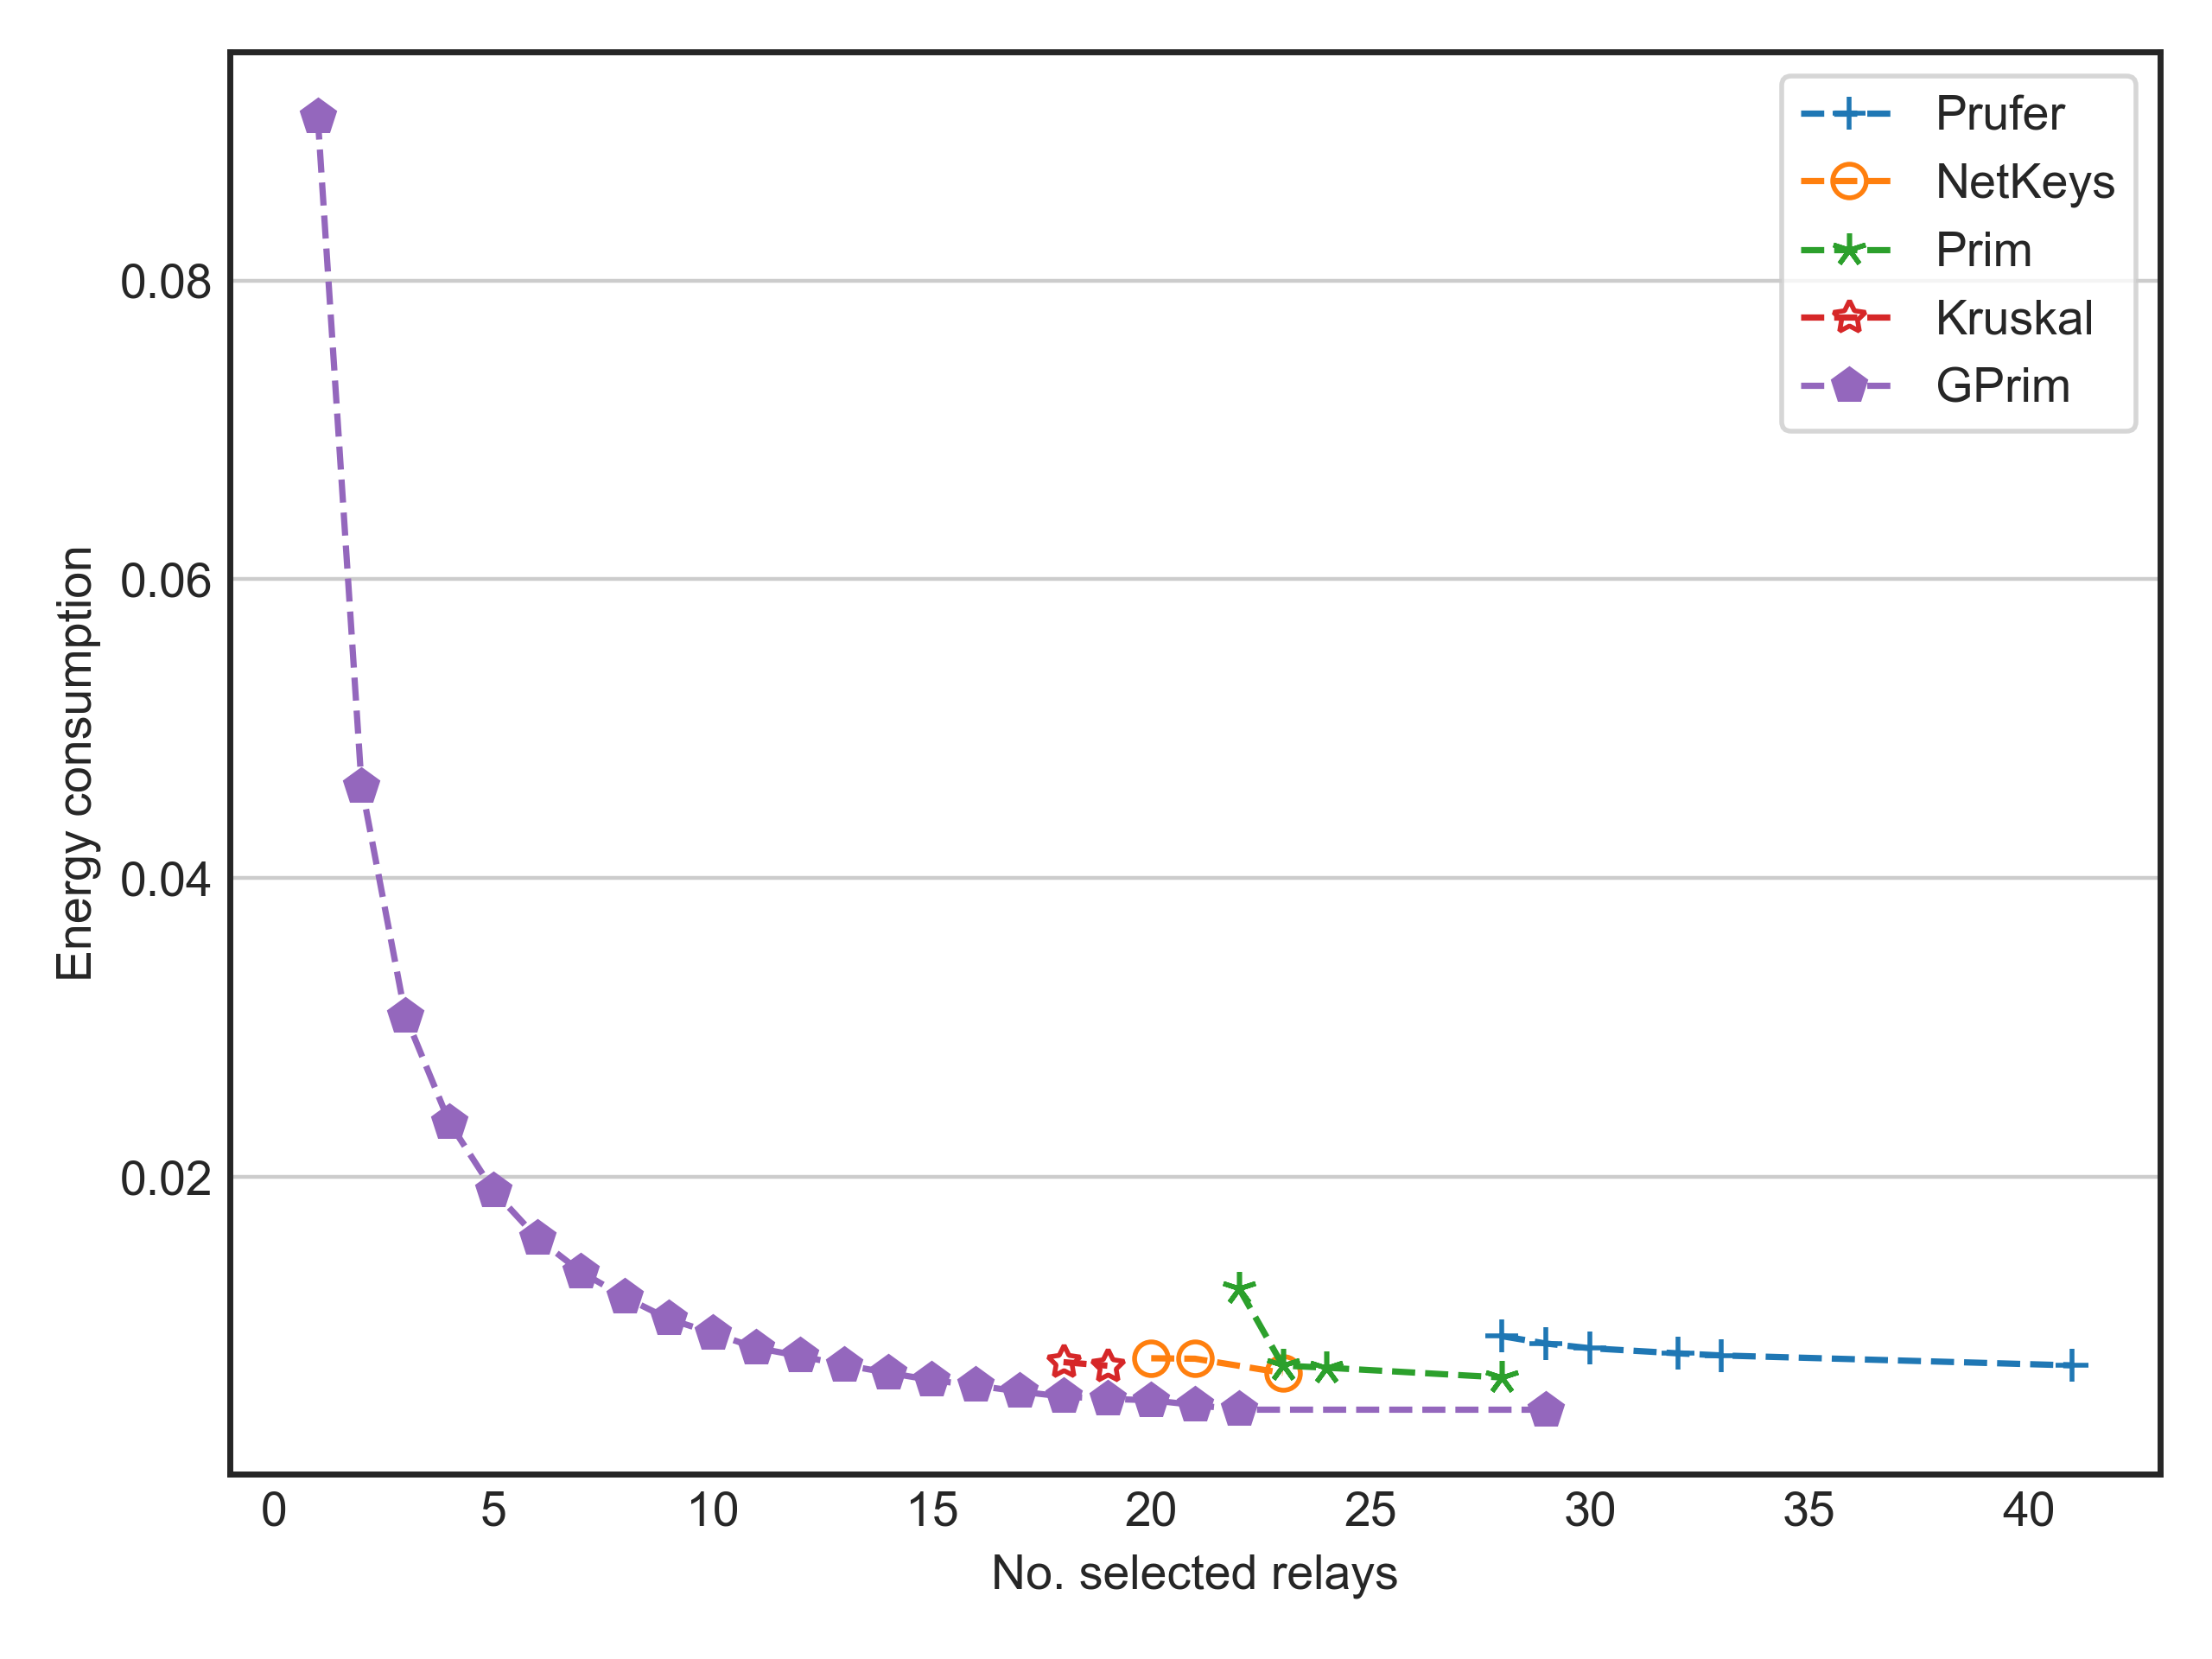 Prufer
NetKeys
Prim
Kruskal
GPrim
0.08
0.06
0.04
0.02
Energy consumption
0 5 10 15 20 25 30 35 40
No. selected relays